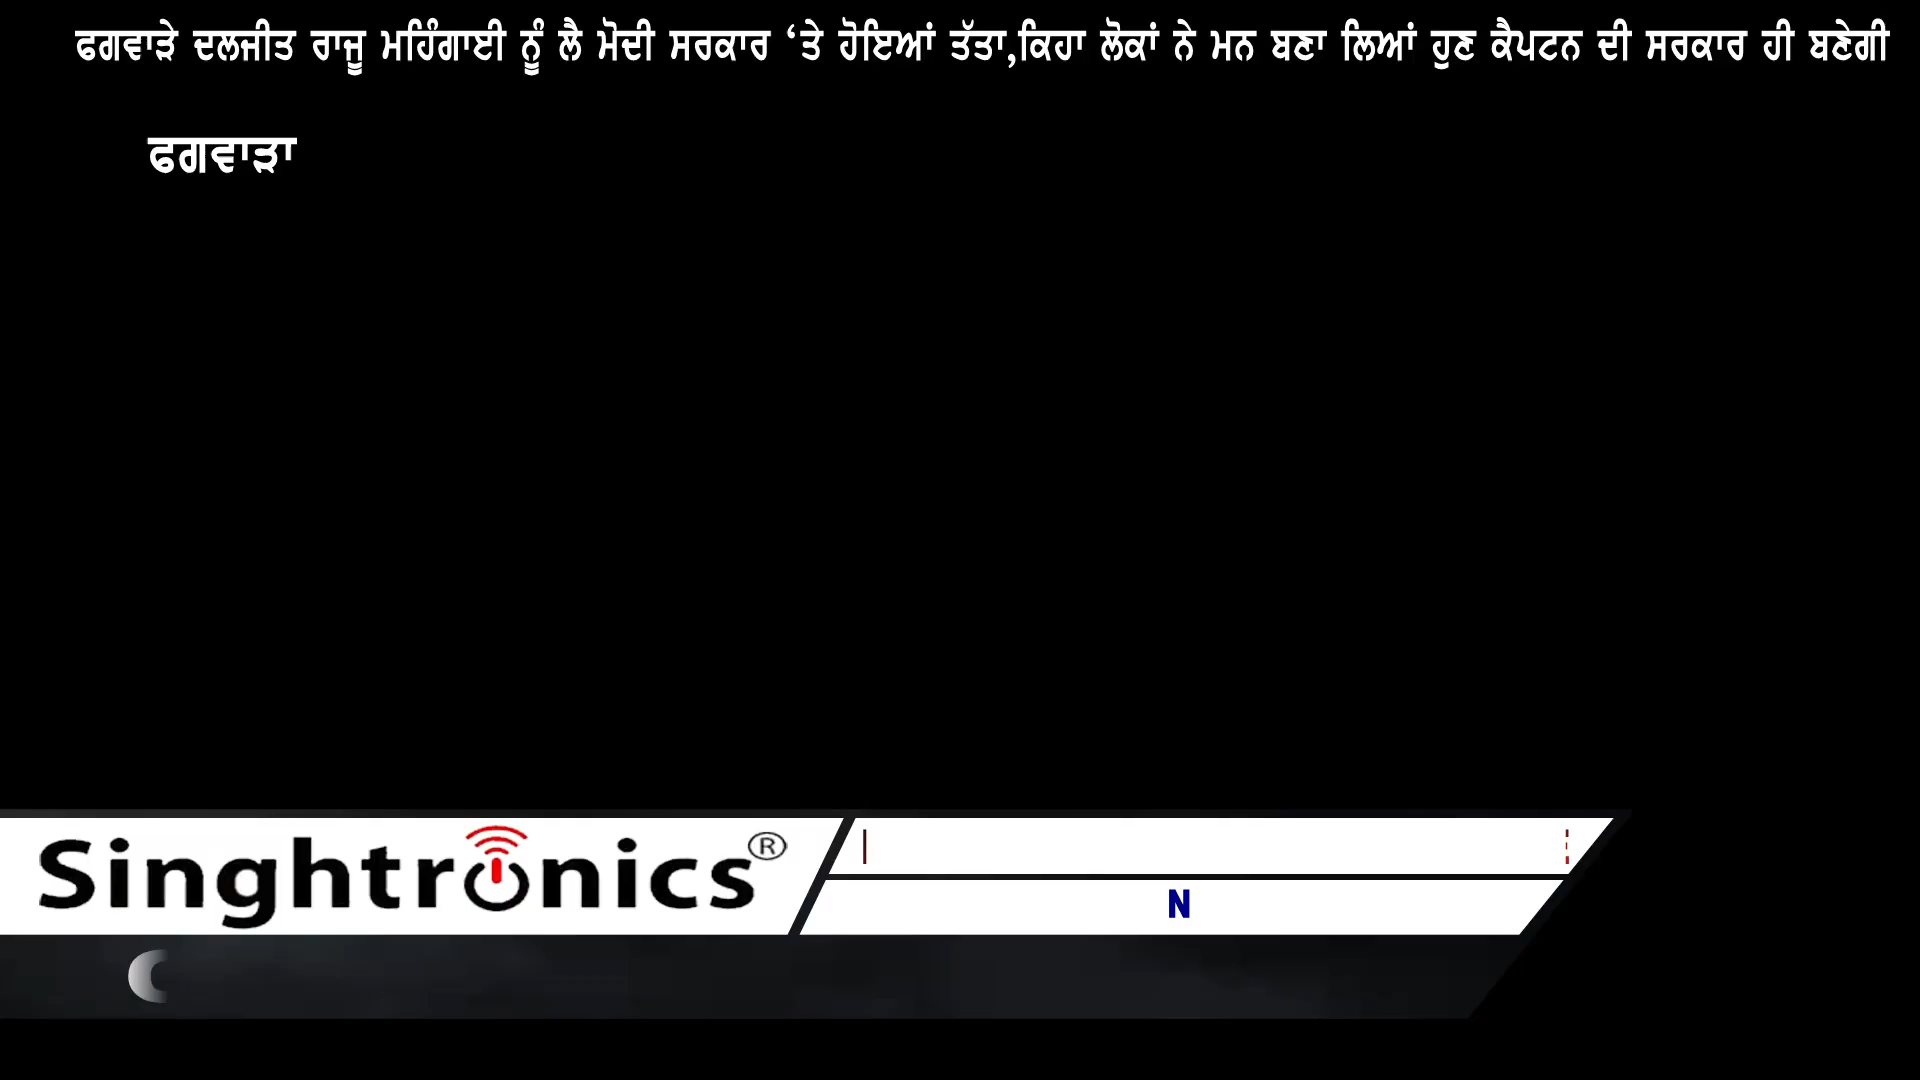 ਫਗਵਾੜੇ ਦਲਜੀਤ ਰਾਜੂ ਮਹਿੰਗਾਈ ਨੂੰ ਲੈ ਮੋਦੀ ਸਰਕਾਰ ‘ਤੇ ਹੋਇਆਂ ਤੱਤਾ,ਕਿਹਾ ਲੋਕਾਂ ਨੇ ਮਨ ਬਣਾ ਲਿਆਂ ਹੁਣ ਕੈਪਟਨ ਦੀ ਸਰਕਾਰ ਹੀ ਬਣੇਗੀ
ਫਗਵਾੜਾ
Singhtronics®
N